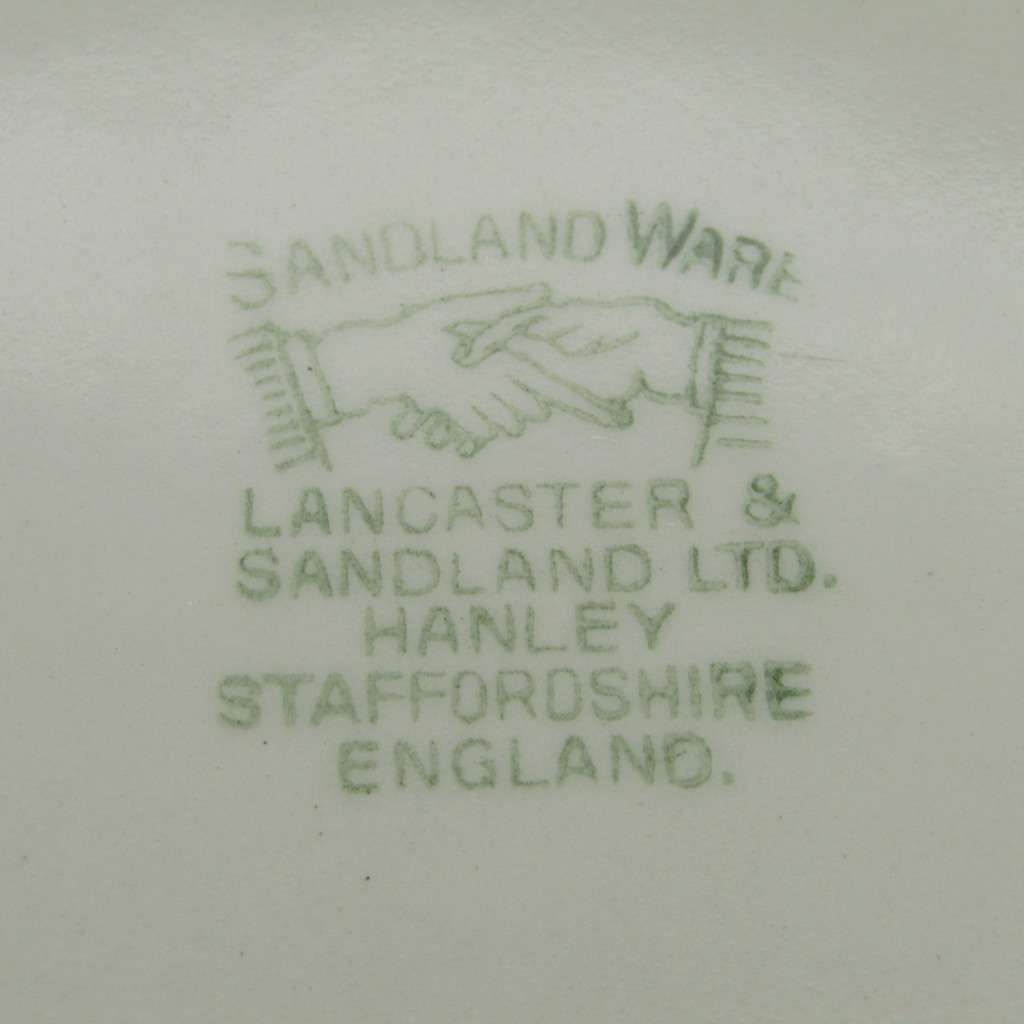 SANDLAND WARE
LANCASTER &
SANDLAND LTD.
HANLEY
STAFFORDSHIRE
ENGLAND.